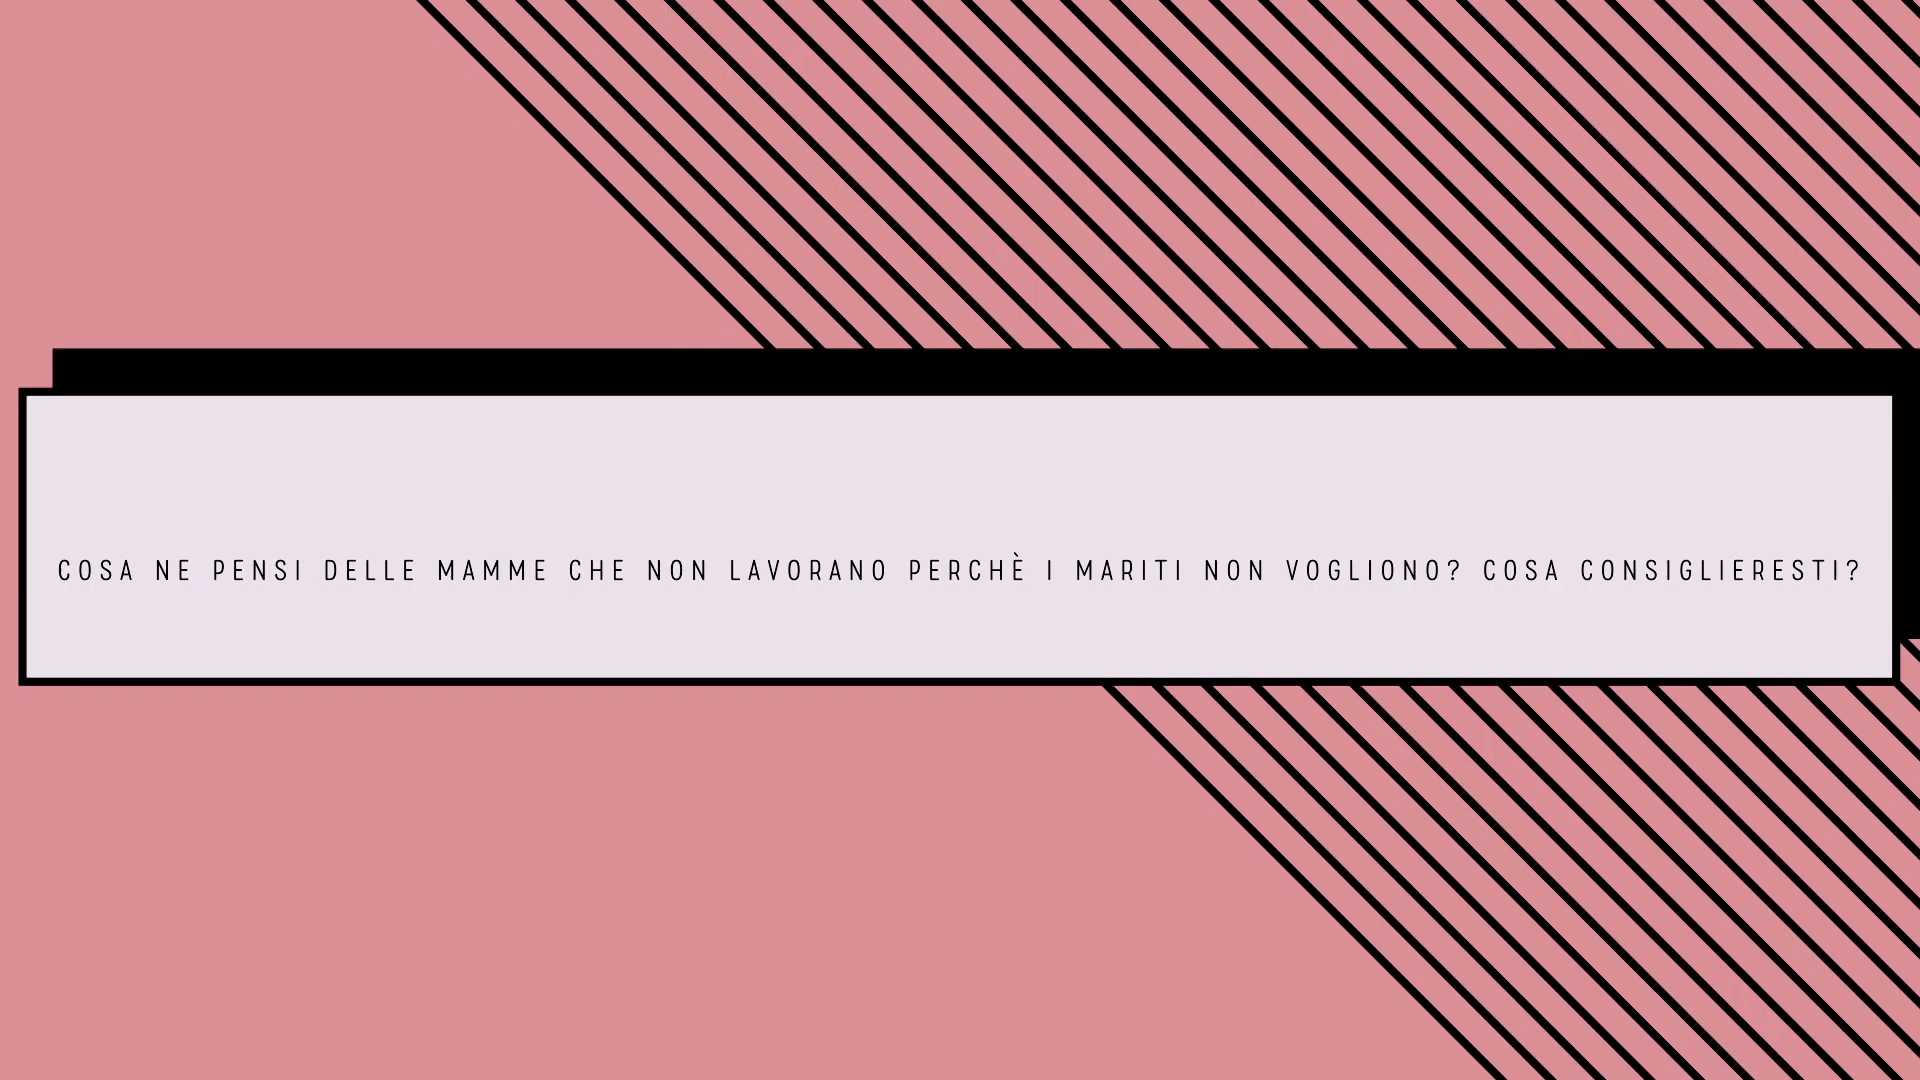 COSA NE PENSI DELLE MAMME CHE NON LAVORANO PERCHÈ I MARITI NON VOGLIONO? COSA CONSIGLIERESTI?